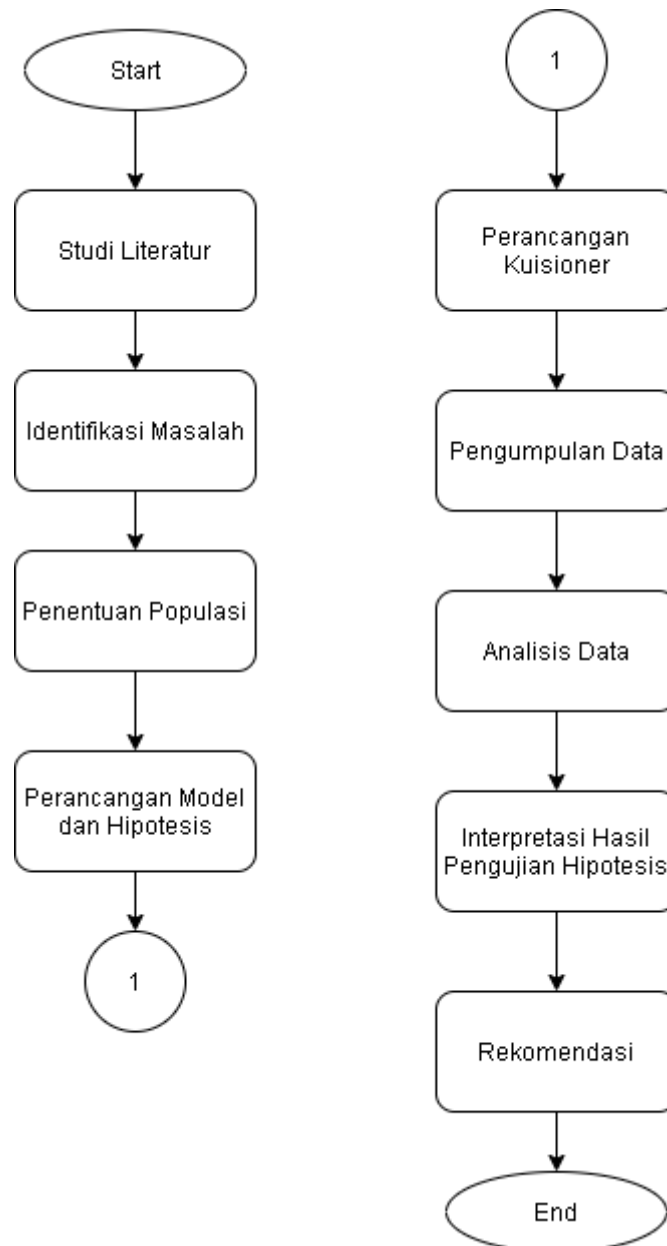 Start
Studi Literatur
Identifikasi Masalah
Penentuan Populasi
Perancangan Model
dan Hipotesis
1
1
Perancangan
Kuisioner
Pengumpulan Data
Analisis Data
Interpretasi Hasil
Pengujian Hipotesis
Rekomendasi
End